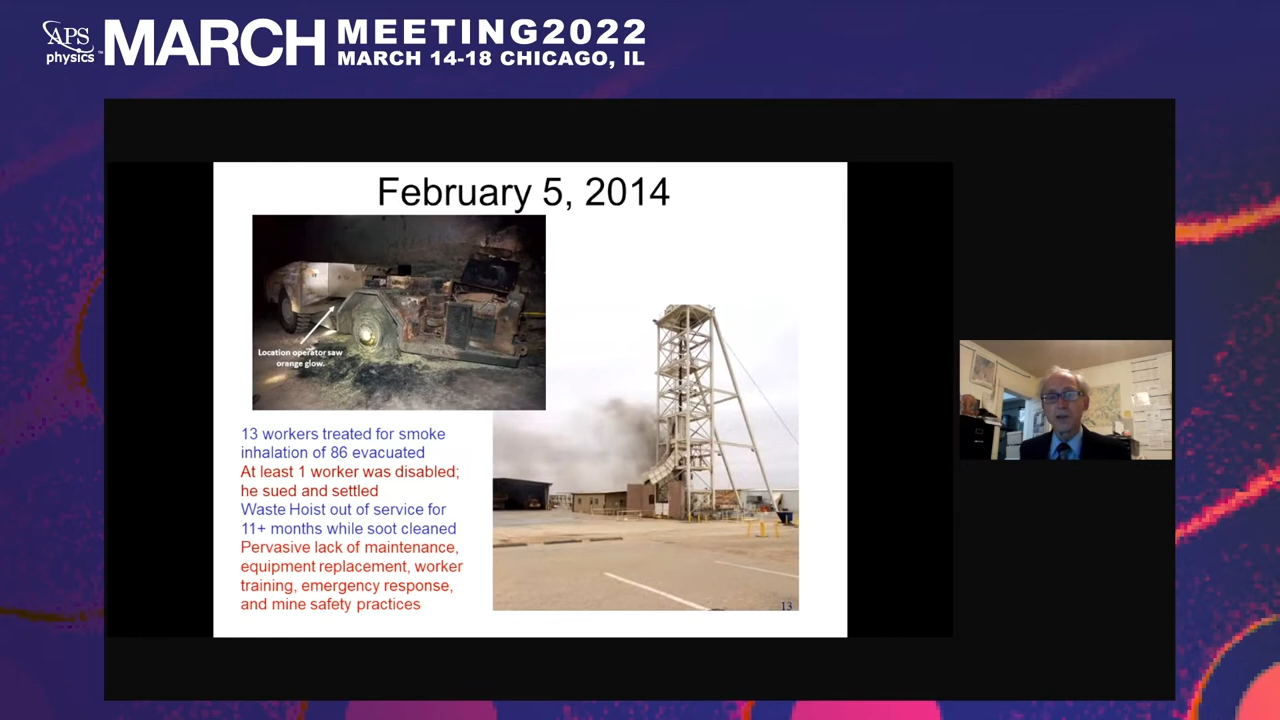 APS
physics
MARCH
MEETING2022
MARCH 14-18 CHICAGO, IL
February 5, 2014
Location operator saw
orange glow.
13 workers treated for smoke
inhalation of 86 evacuated
At least 1 worker was disabled;
he sued and settled
Waste Hoist out of service for
11+ months while soot cleaned
Pervasive lack of maintenance,
equipment replacement, worker
training, emergency response,
and mine safety practices
13